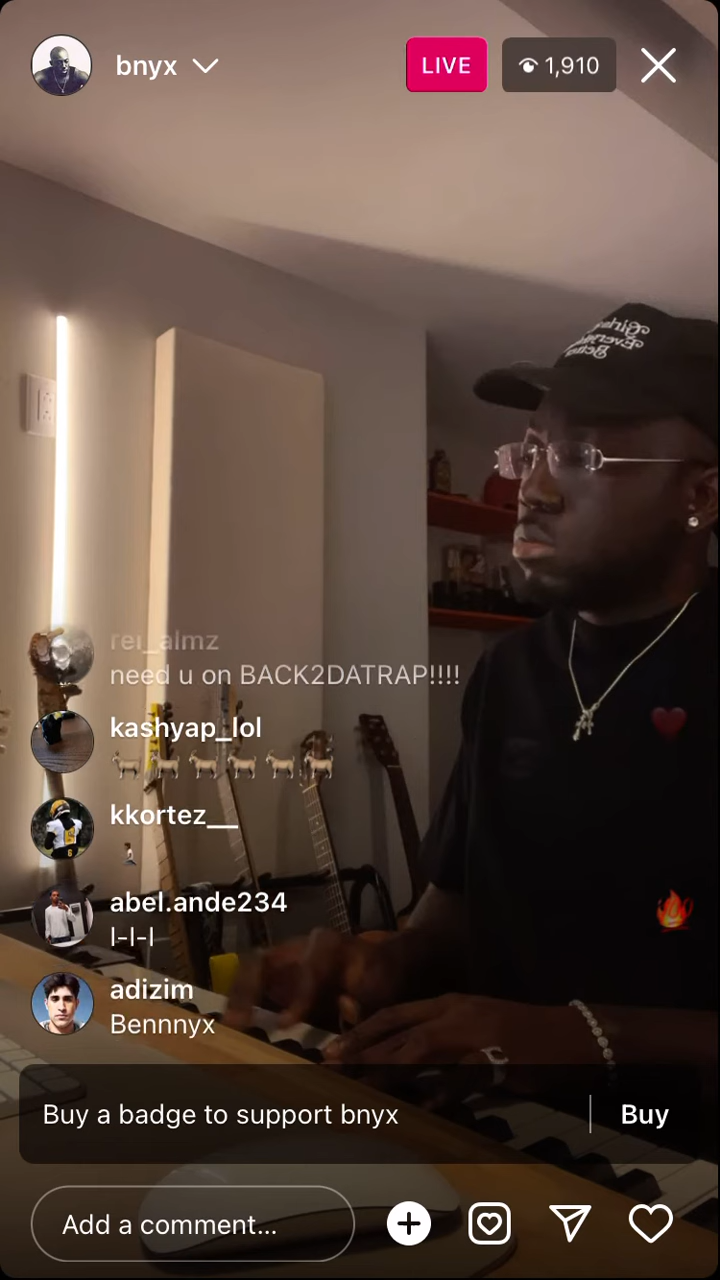 bnyx
LIVE
1,910
rei_almz
need u on BACK2DATRAP!!!!
kashyap_lol
🐐 🐐 🐐 🐐 🐐 🐐
kkortez__
abel.ande234
I-I-I
adizim
Bennnyx
Buy a badge to support bnyx
Buy
Add a comment...